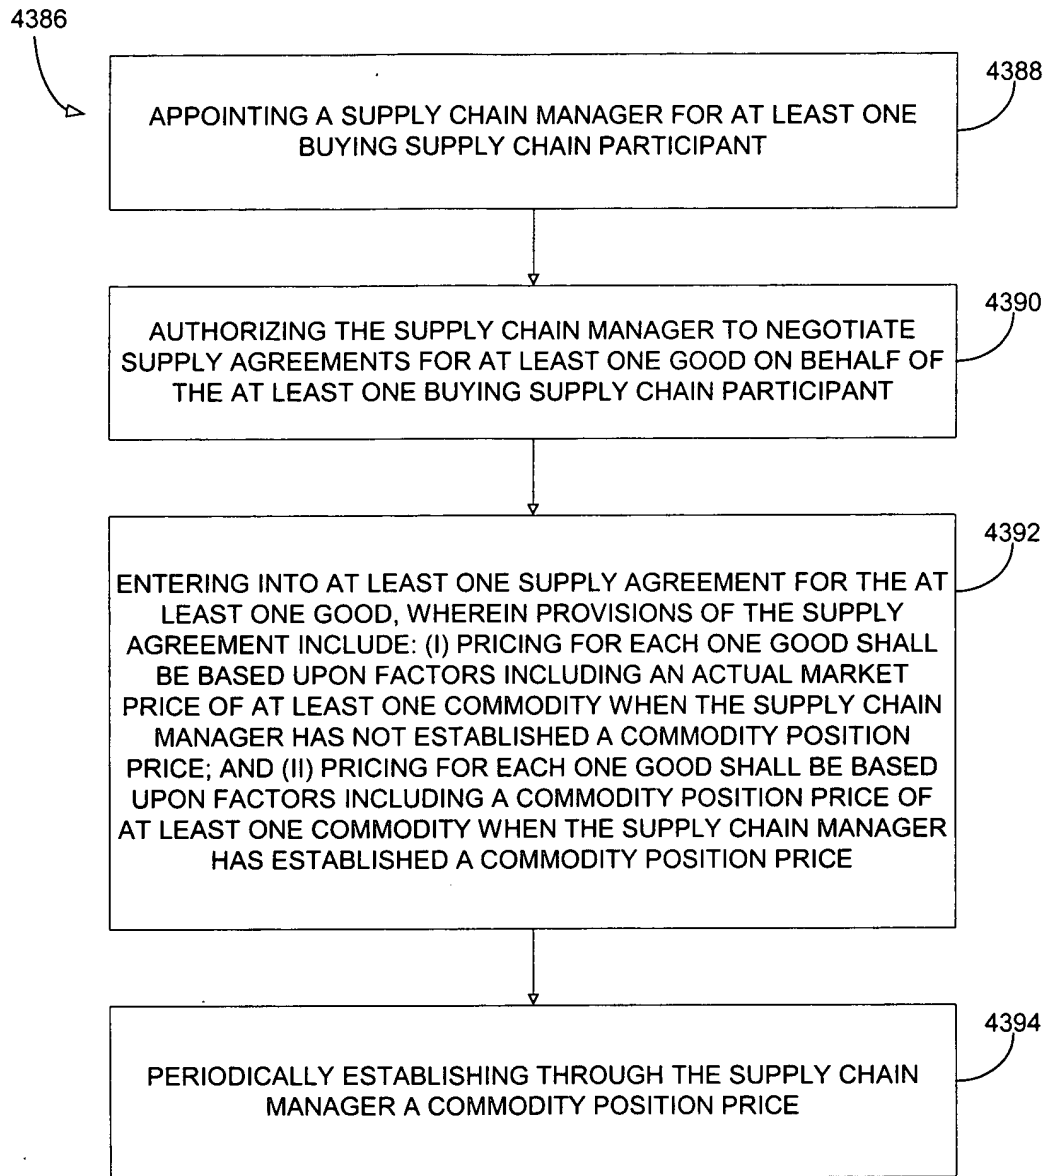 4386
4388
APPOINTING A SUPPLY CHAIN MANAGER FOR AT LEAST ONE
BUYING SUPPLY CHAIN PARTICIPANT
4390
AUTHORIZING THE SUPPLY CHAIN MANAGER TO NEGOTIATE
SUPPLY AGREEMENTS FOR AT LEAST ONE GOOD ON BEHALF OF
THE AT LEAST ONE BUYING SUPPLY CHAIN PARTICIPANT
4392
ENTERING INTO AT LEAST ONE SUPPLY AGREEMENT FOR THE AT
LEAST ONE GOOD, WHEREIN PROVISIONS OF THE SUPPLY
AGREEMENT INCLUDE: (I) PRICING FOR EACH ONE GOOD SHALL
BE BASED UPON FACTORS INCLUDING AN ACTUAL MARKET
PRICE OF AT LEAST ONE COMMODITY WHEN THE SUPPLY CHAIN
MANAGER HAS NOT ESTABLISHED A COMMODITY POSITION
PRICE; AND (II) PRICING FOR EACH ONE GOOD SHALL BE BASED
UPON FACTORS INCLUDING A COMMODITY POSITION PRICE OF
AT LEAST ONE COMMODITY WHEN THE SUPPLY CHAIN MANAGER
HAS ESTABLISHED A COMMODITY POSITION PRICE
4394
PERIODICALLY ESTABLISHING THROUGH THE SUPPLY CHAIN
MANAGER A COMMODITY POSITION PRICE